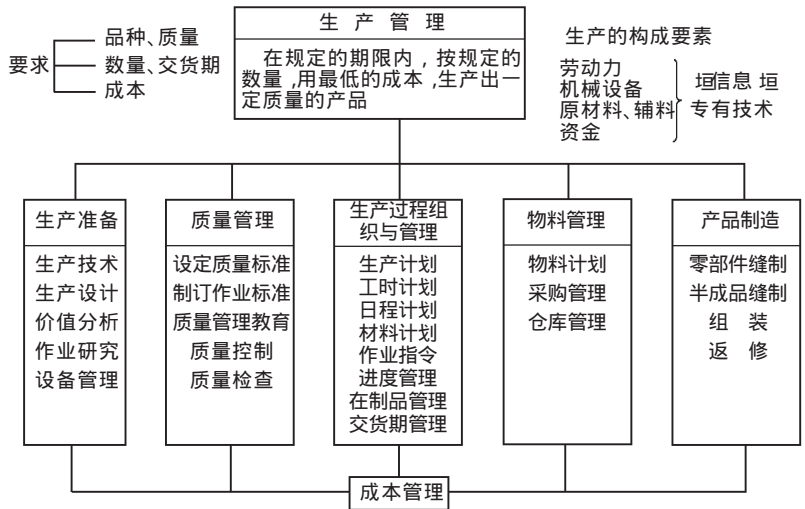 生 产 管 理
在规定的期限内，按规定的
数量,用最低的成本,生产出一
定质量的产品
要求
品种、质量
数量、交货期
成本
生产的构成要素
劳动力
机械设备
原材料、辅料
资金
垣信息 垣
专有技术
生产准备
生产技术
生产设计
价值分析
作业研究
设备管理
质量管理
设定质量标准
制订作业标准
质量管理教育
质量控制
质量检查
生产过程组
织与管理
生产计划
工时计划
日程计划
材料计划
作业指令
进度管理
在制品管理
交货期管理
物料管理
物料计划
采购管理
仓库管理
产品制造
零部件缝制
半成品缝制
组 装
返 修
成本管理